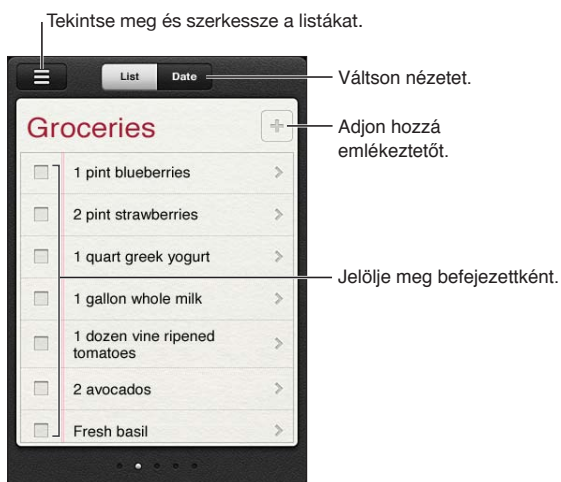 Tekintse meg és szerkessze a listákat.
List Date
Váltson nézetet.
Groceries
Adjon hozzá
emlékeztetőt.
1 pint blueberries
2 pint strawberries
1 quart greek yogurt
Jelölje meg befejezettként.
1 gallon whole milk
1 dozen vine ripened
tomatoes
2 avocados
Fresh basil